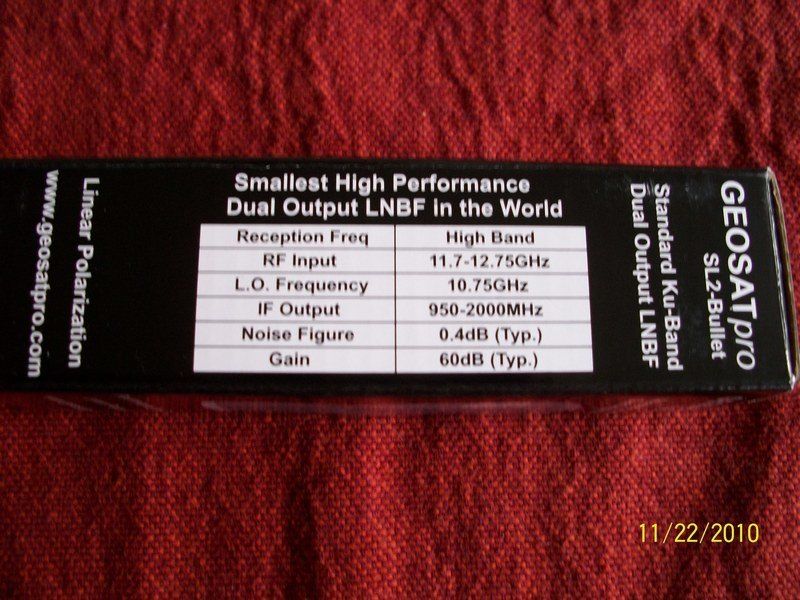 Smallest High Performance
Dual Output LNBF in the World
Reception Freq High Band
RF Input 11.7-12.75GHz
L.O. Frequency 10.75GHz
IF Output 950-2000MHz
Noise Figure 0.4dB (Typ.)
Gain 60dB (Typ.)
GEOSATpro
SL2-Bullet
Standard Ku-Band
Dual Output LNBF
Linear Polarization
www.geosatpro.com
11/22/2010